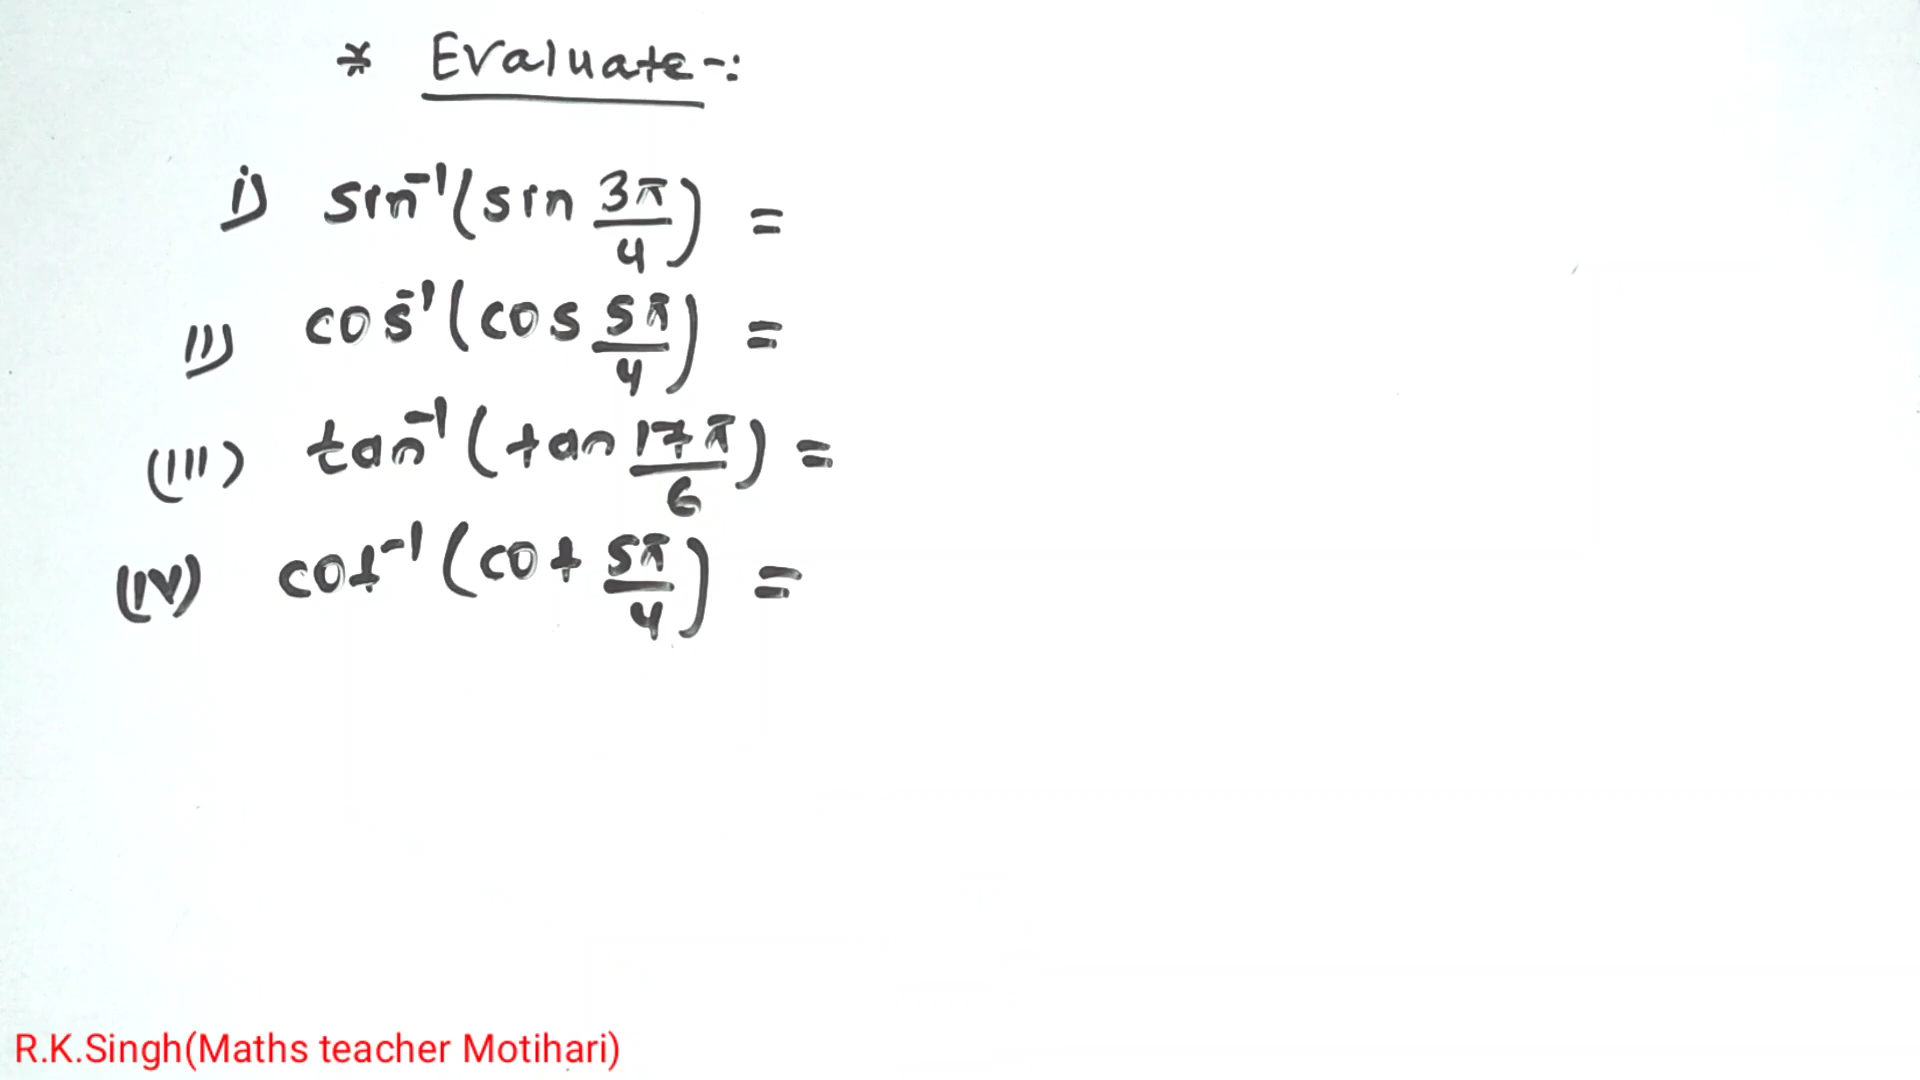 * Evaluate-:
i) sin⁻¹(sin 3π/4) =
ii) cos⁻¹(cos 5π/4) =
(iii) tan⁻¹(tan 17π/6) =
(iv) cot⁻¹(cot 5π/4) =
R.K.Singh(Maths teacher Motihari)